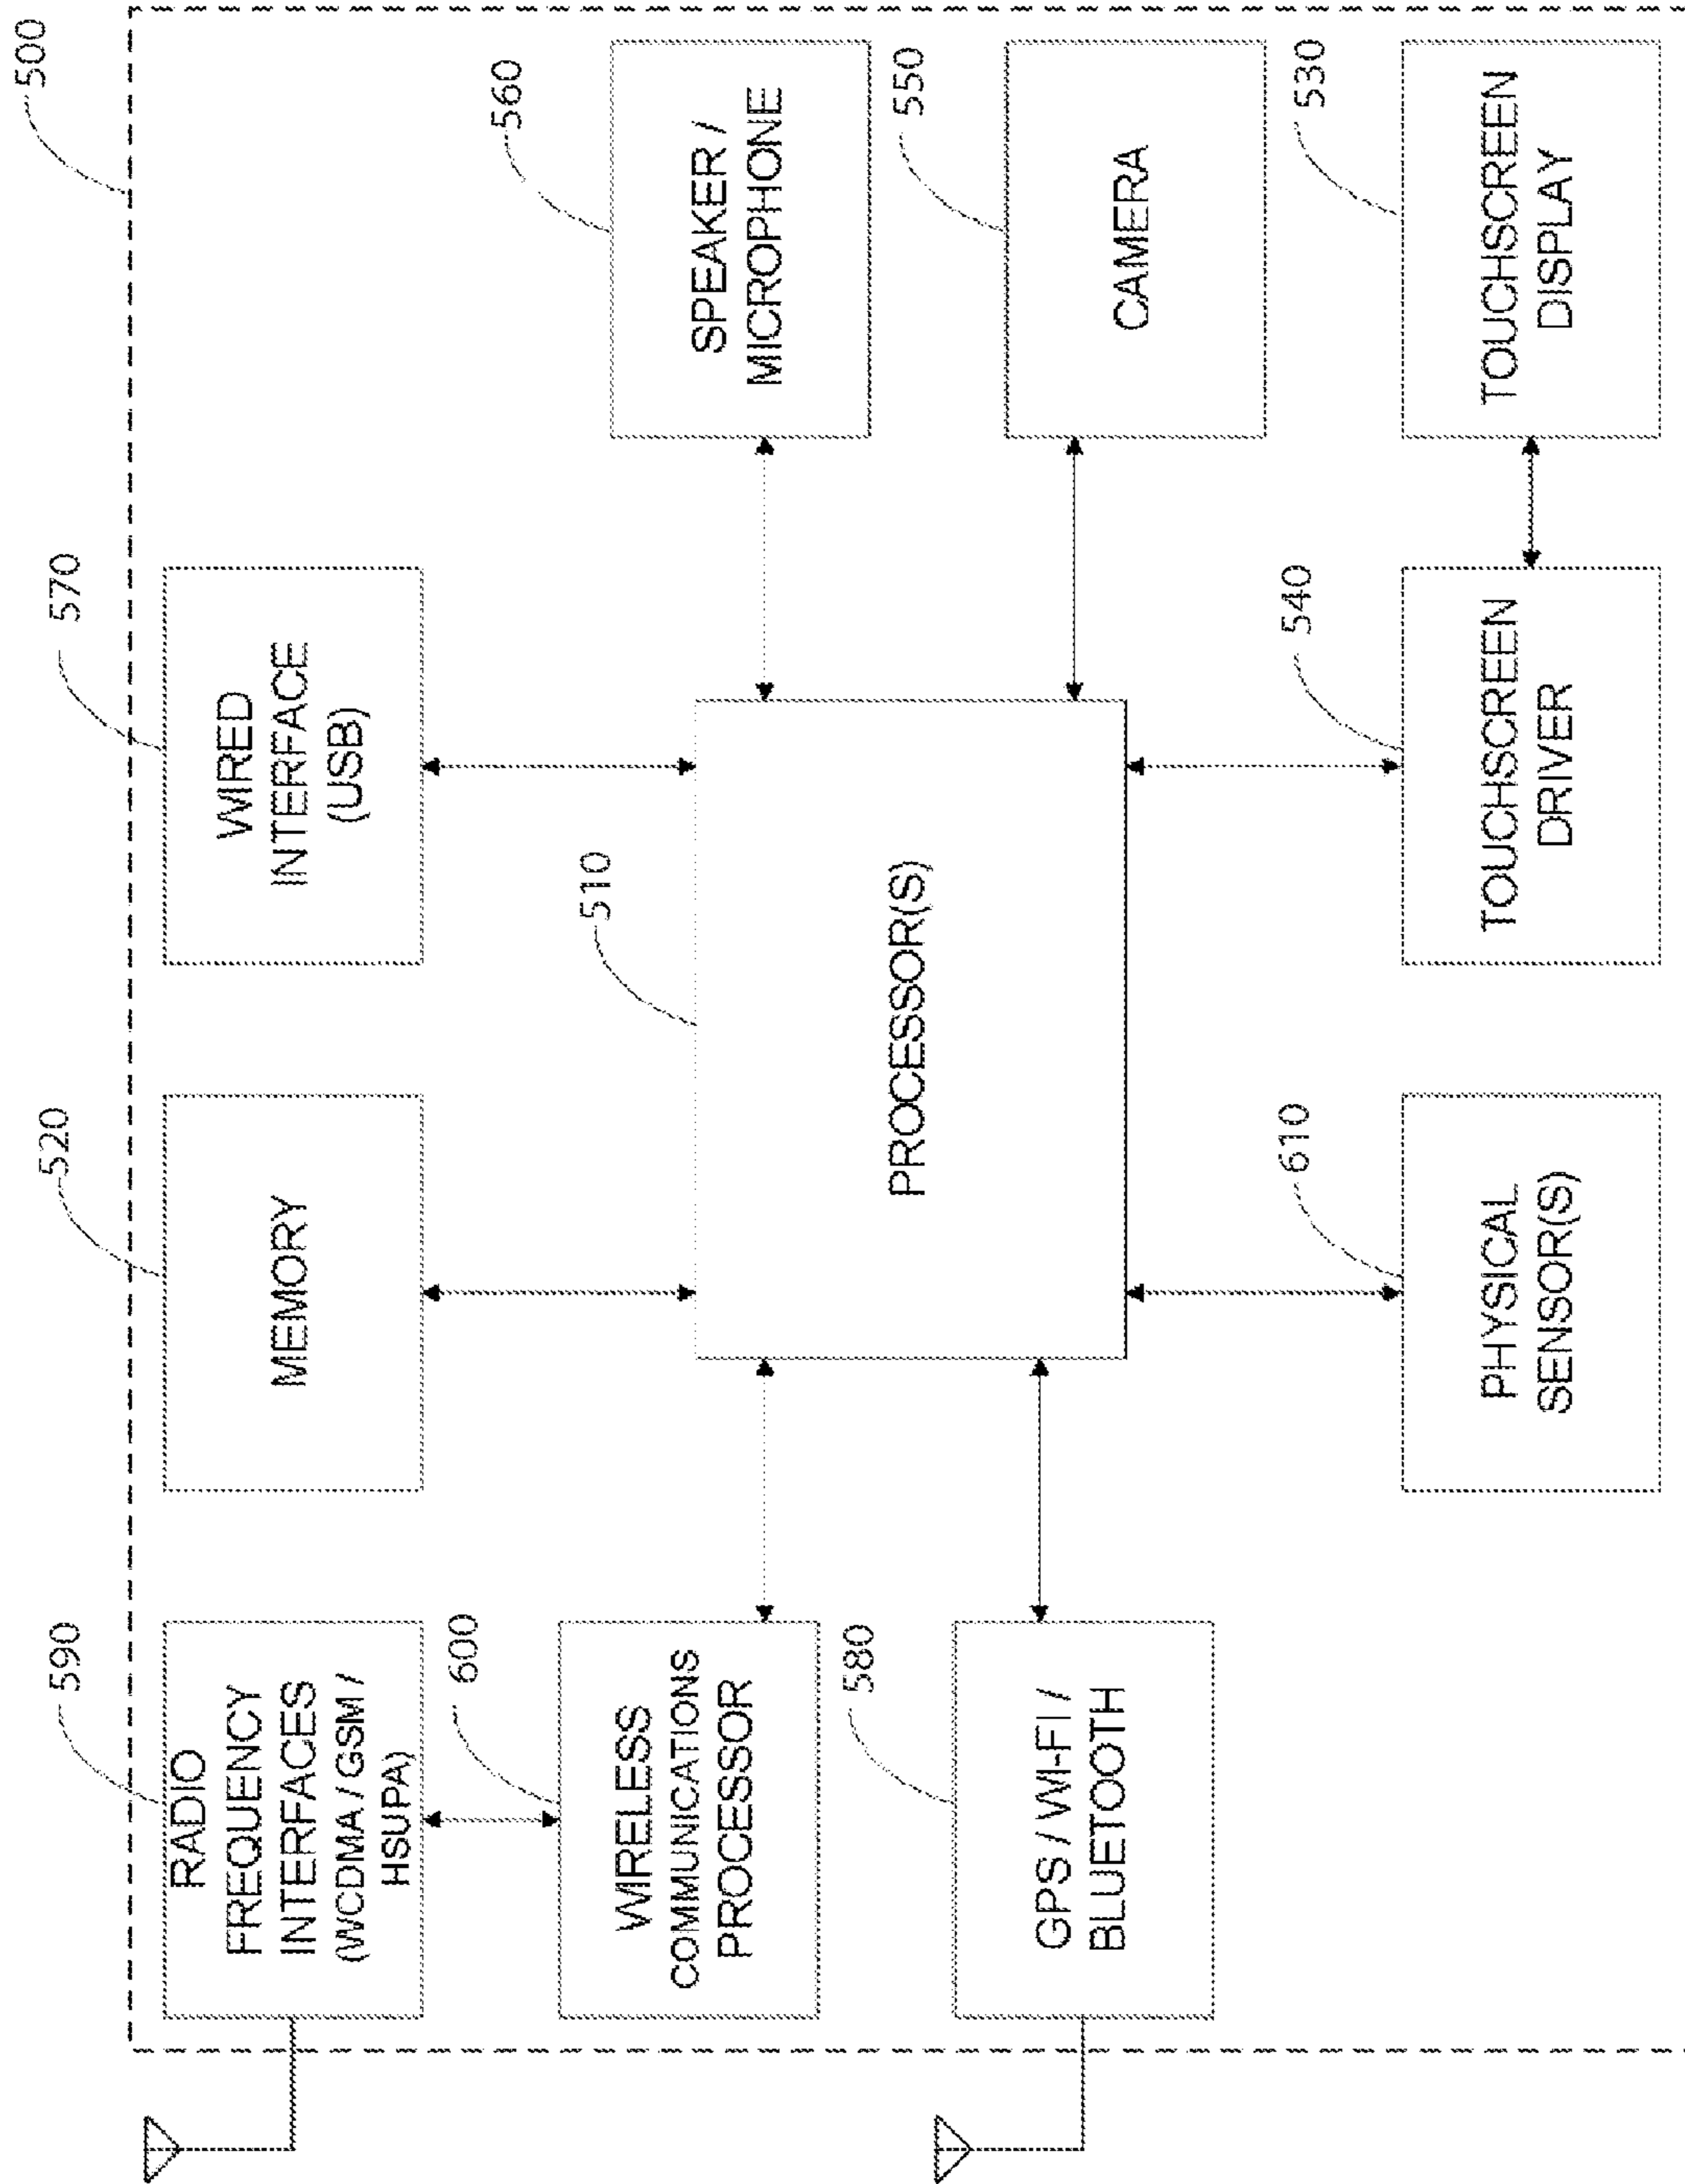 500
590
RADIO
FREQUENCY
INTERFACES
(WCDMA / GSM /
HSUPA)
520
MEMORY
570
WIRED
INTERFACE
(USB)
600
WIRELESS
COMMUNICATIONS
PROCESSOR
510
PROCESSOR(S)
560
SPEAKER /
MICROPHONE
580
GPS / WI-FI /
BLUETOOTH
550
CAMERA
610
PHYSICAL
SENSOR(S)
540
TOUCHSCREEN
DRIVER
530
TOUCHSCREEN
DISPLAY